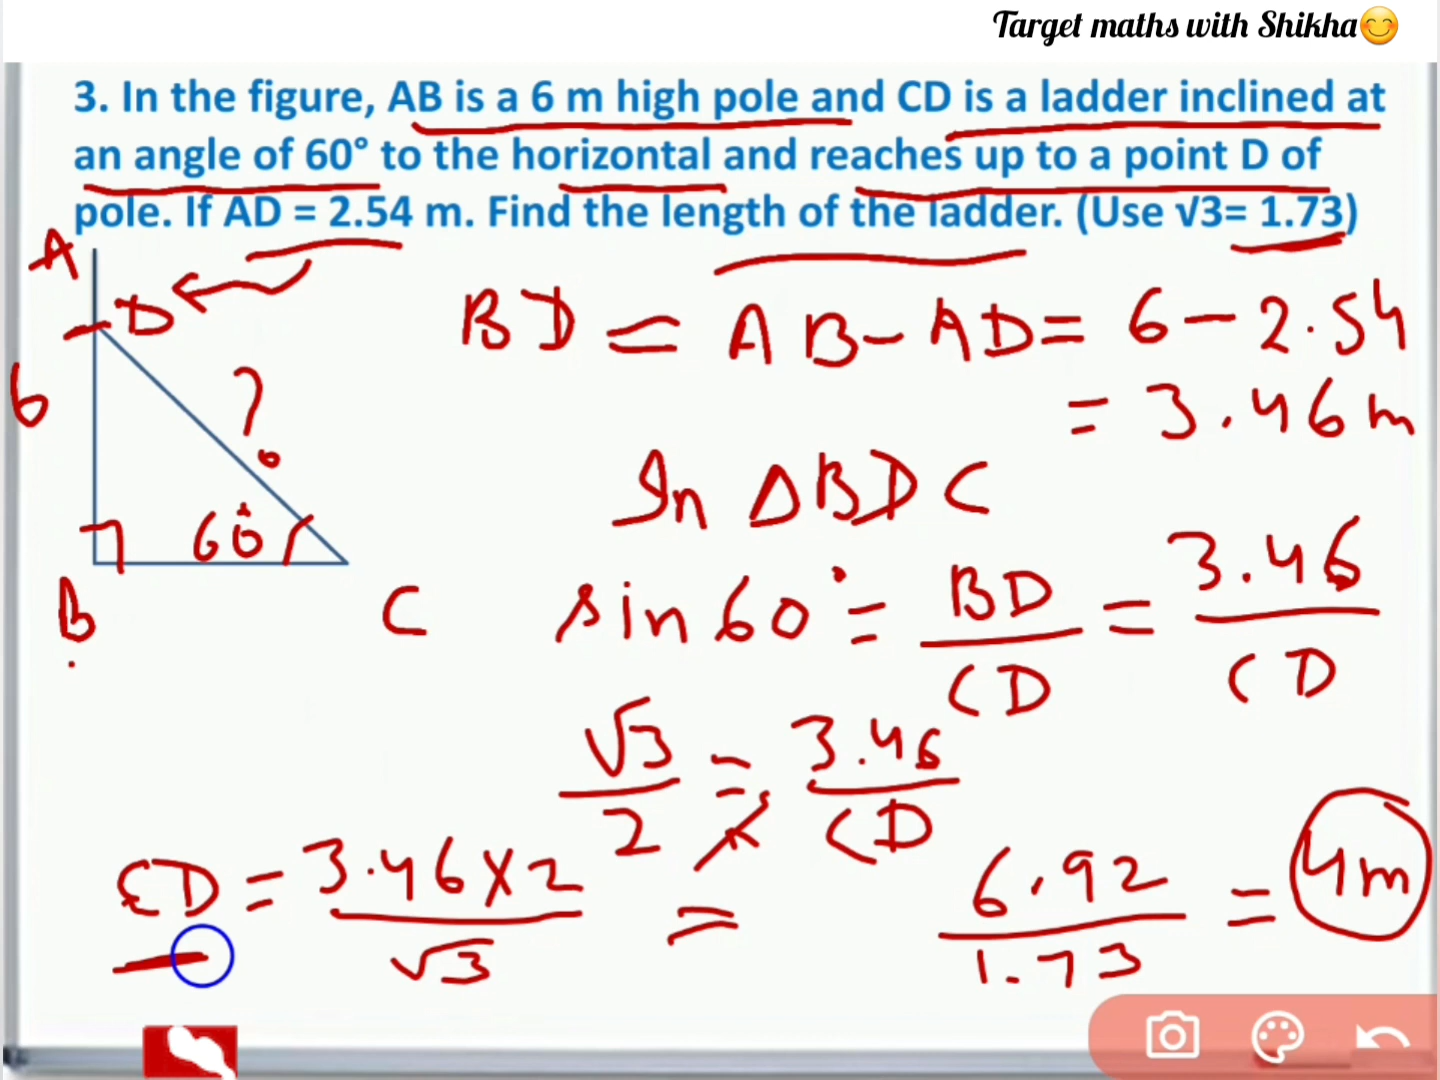 Target maths with Shikha😊
3. In the figure, AB is a 6 m high pole and CD is a ladder inclined at
an angle of 60° to the horizontal and reaches up to a point D of
pole. If AD = 2.54 m. Find the length of the ladder. (Use √3= 1.73)
A
D
6
?
60°
B
C
BD = AB - AD = 6 - 2.54
= 3.46 m
In ΔBDC
sin 60° = BD/CD = 3.46/CD
√3/2 = 3.46/CD
CD = 3.46 × 2/√3 = 6.92/1.73 = 4m